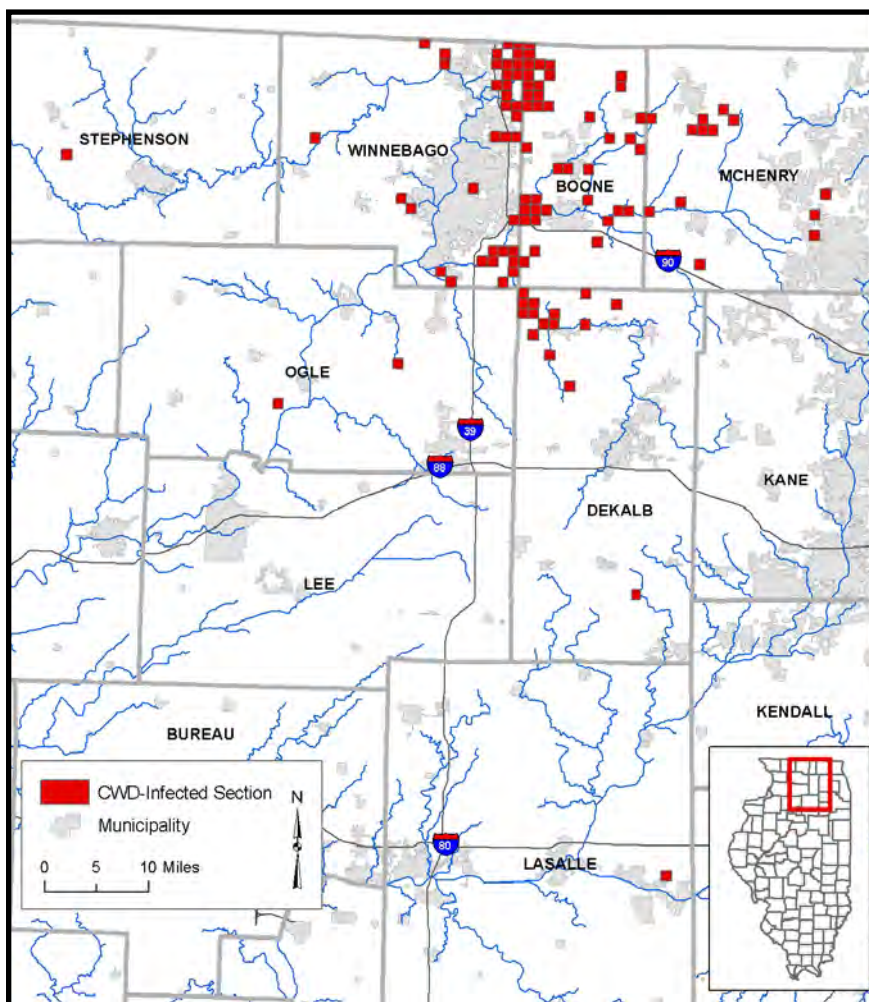 STEPHENSON
WINNEBAGO
BOONE
MCHENRY
90
OGLE
39
88
KANE
DEKALB
LEE
KENDALL
BUREAU
CWD-Infected Section
N
Municipality
0 5 10 Miles
80
LASALLE